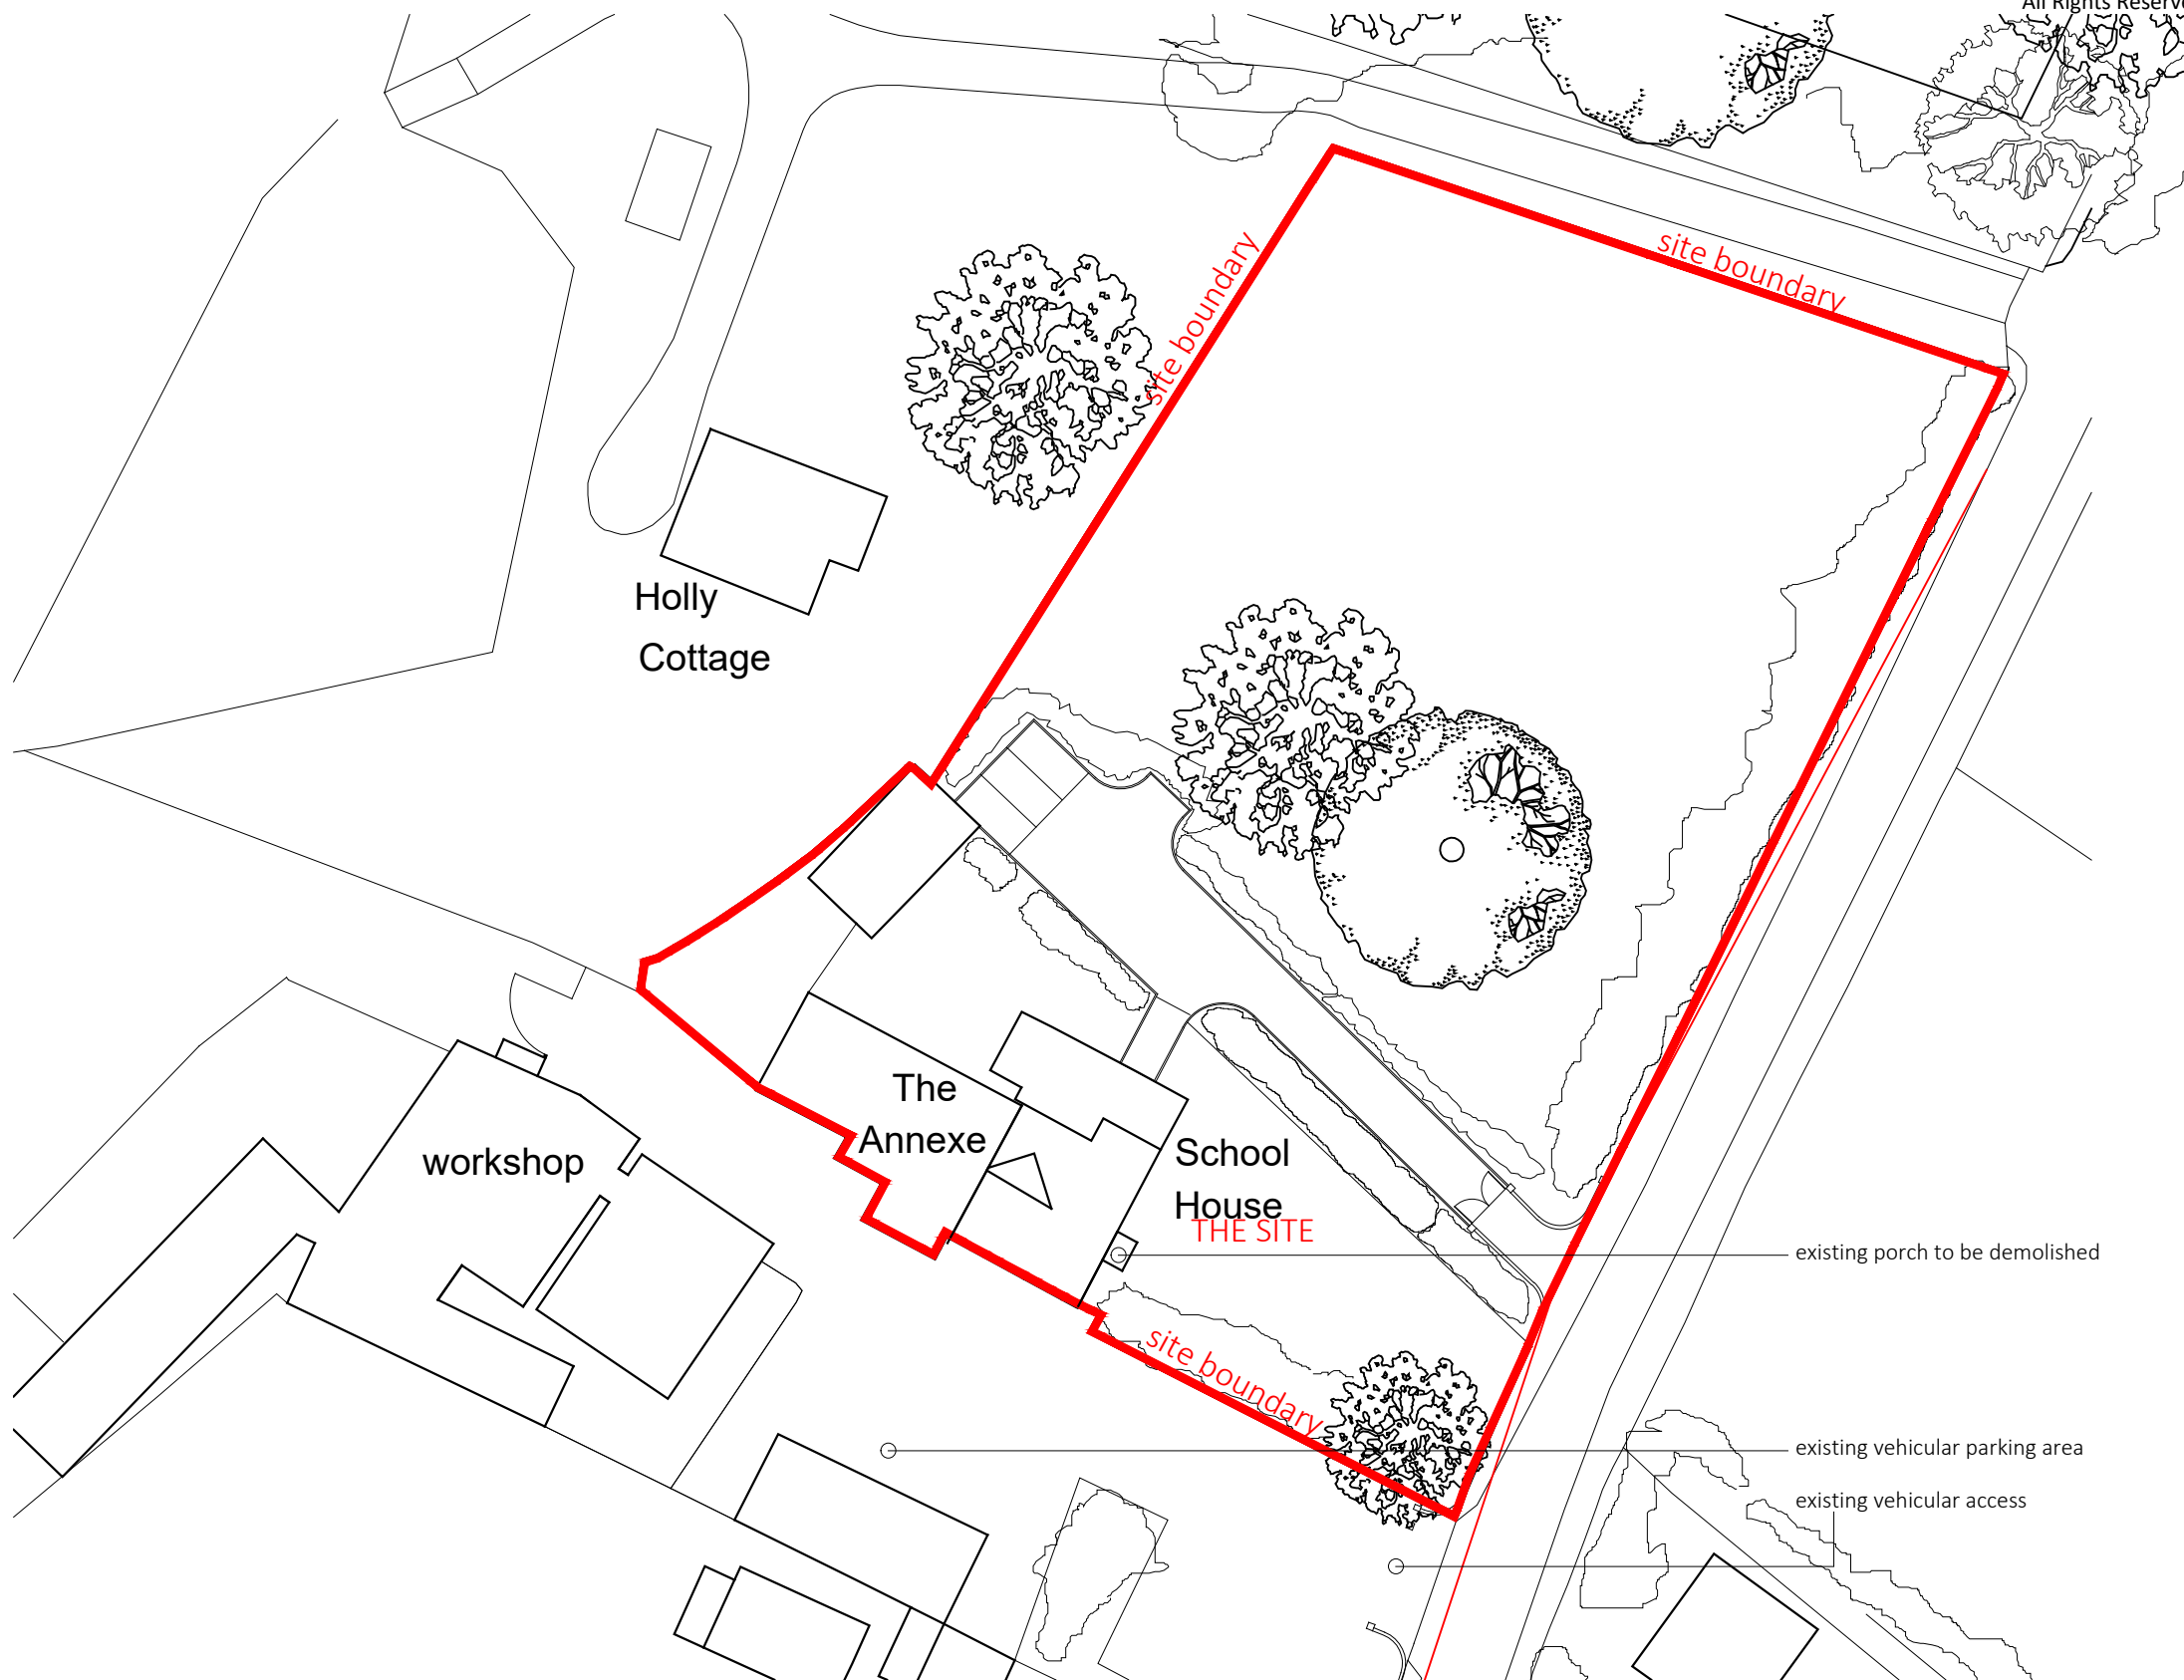 All Rights Reserve
site boundary
site boundary
Holly
Cottage
The
Annexe
workshop
School
House
THE SITE
existing porch to be demolished
site boundary
existing vehicular parking area
existing vehicular access